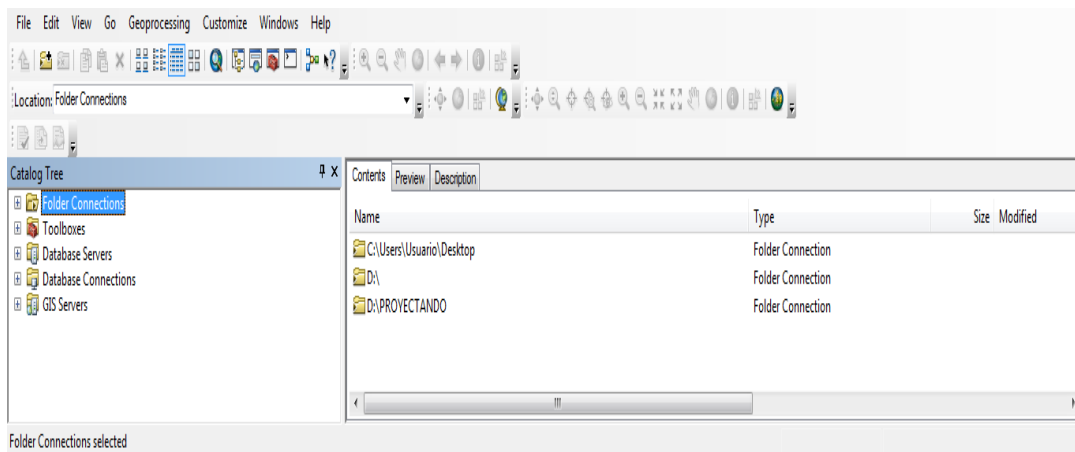 File Edit View Go Geoprocessing Customize Windows Help
Location: Folder Connections
Catalog Tree
Contents Preview Description
Folder Connections
Toolboxes
Database Servers
Database Connections
GIS Servers
Name Type Size Modified
C:\Users\Usuario\Desktop Folder Connection
D:\ Folder Connection
D:\PROYECTANDO Folder Connection
Folder Connections selected